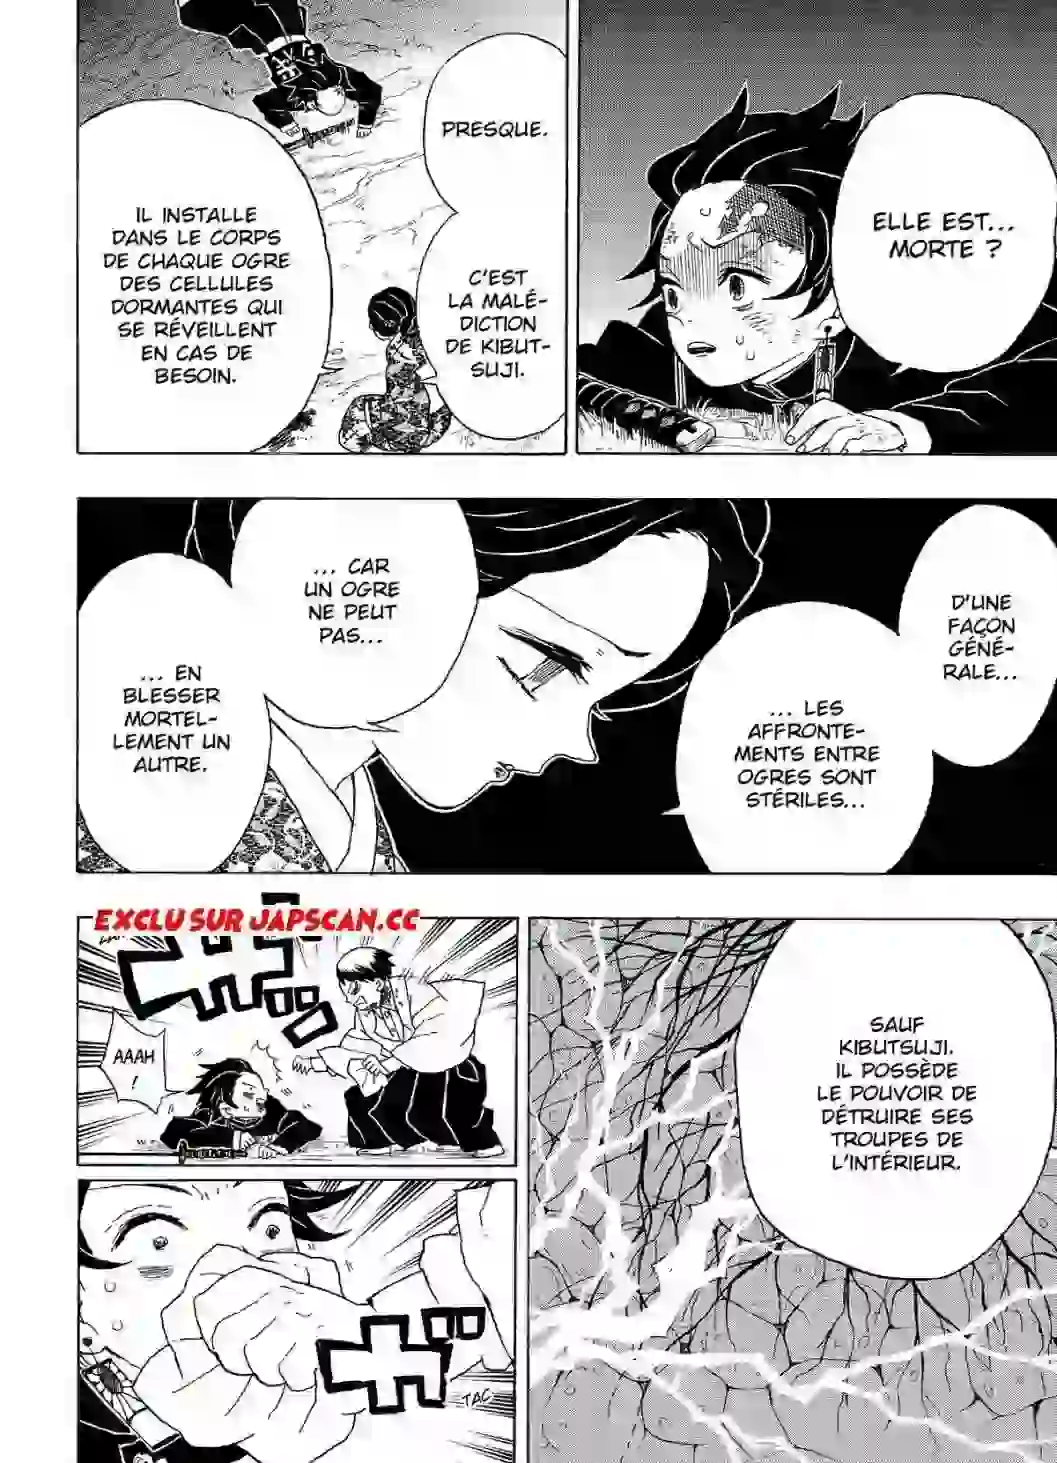 ELLE EST...
MORTE ?
PRESQUE.
C'EST
LA MALÉ-
DICTION
DE KIBUT-
SUJI.
IL INSTALLE
DANS LE CORPS
DE CHAQUE OGRE
DES CELLULES
DORMANTES QUI
SE RÉVEILLENT
EN CAS DE
BESOIN.
D'UNE
FAÇON
GÉNÉ-
RALE...
... LES
AFFRONTE-
MENTS ENTRE
OGRES SONT
STÉRILES...
... CAR
UN OGRE
NE PEUT
PAS...
... EN
BLESSER
MORTEL-
LEMENT UN
AUTRE.
SAUF
KIBUTSUJI.
IL POSSÈDE
LE POUVOIR DE
DÉTRUIRE SES
TROUPES DE
L'INTÉRIEUR.
EXCLU SUR JAPSCAN.CC
AAAH
!
TAC